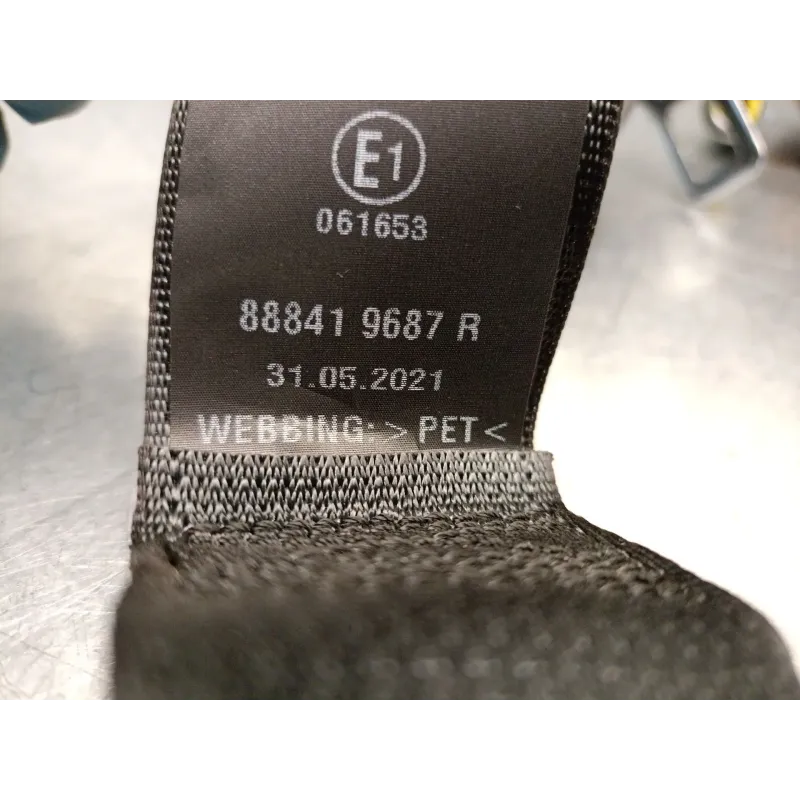 E1
061653
88841 9687 R
31.05.2021
WEBBING: >PET<